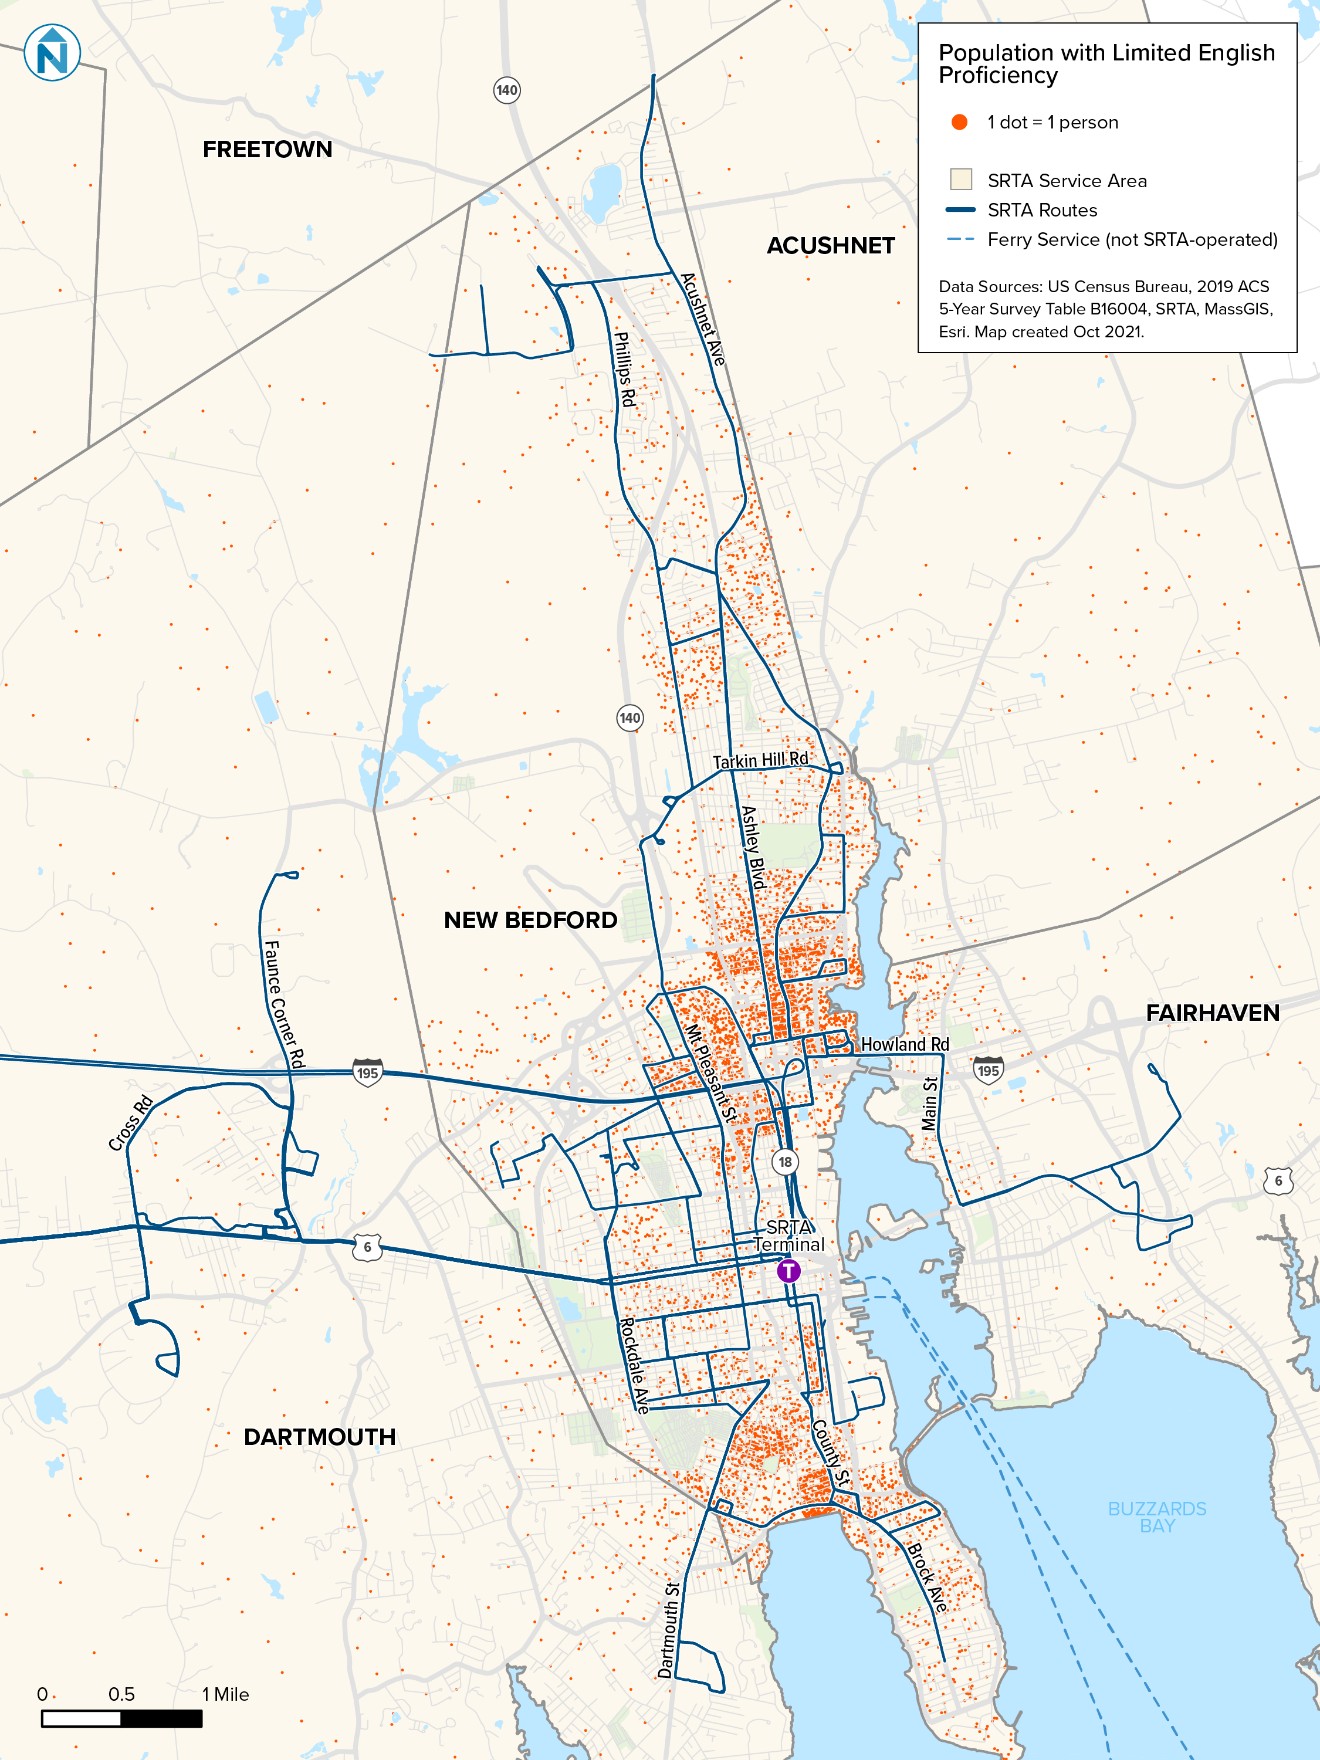 N
140
FREETOWN
Population with Limited English
Proficiency
1 dot = 1 person
SRTA Service Area
SRTA Routes
Ferry Service (not SRTA-operated)
Data Sources: US Census Bureau, 2019 ACS
5-Year Survey Table B16004, SRTA, MassGIS,
Esri. Map created Oct 2021.
ACUSHNET
Acushnet Ave
Phillips Rd
140
Tarkin Hill Rd
Ashley Blvd
NEW BEDFORD
Faunce Corner Rd
FAIRHAVEN
Mt Pleasant St
Howland Rd
195
195
Main St
Cross Rd
18
6
SRTA
Terminal
T
6
Rockdale Ave
DARTMOUTH
County St
BUZZARDS
BAY
Brock Ave
Dartmouth St
0 0.5 1 Mile